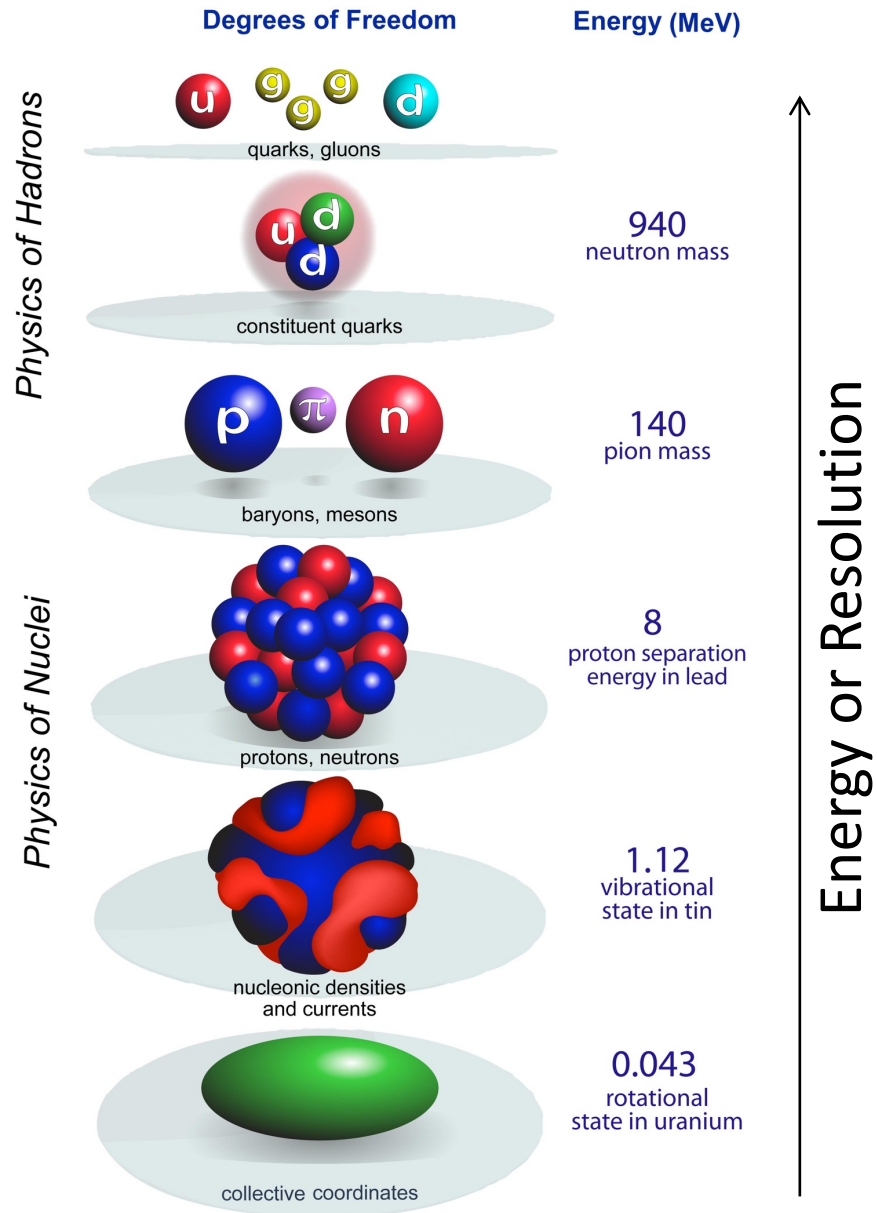 Degrees of Freedom
Energy (MeV)
Physics of Hadrons
u g g g d
quarks, gluons
u d d
constituent quarks
940
neutron mass
p π n
baryons, mesons
140
pion mass
Physics of Nuclei
protons, neutrons
8
proton separation
energy in lead
nucleonic densities
and currents
1.12
vibrational
state in tin
collective coordinates
0.043
rotational
state in uranium
Energy or Resolution